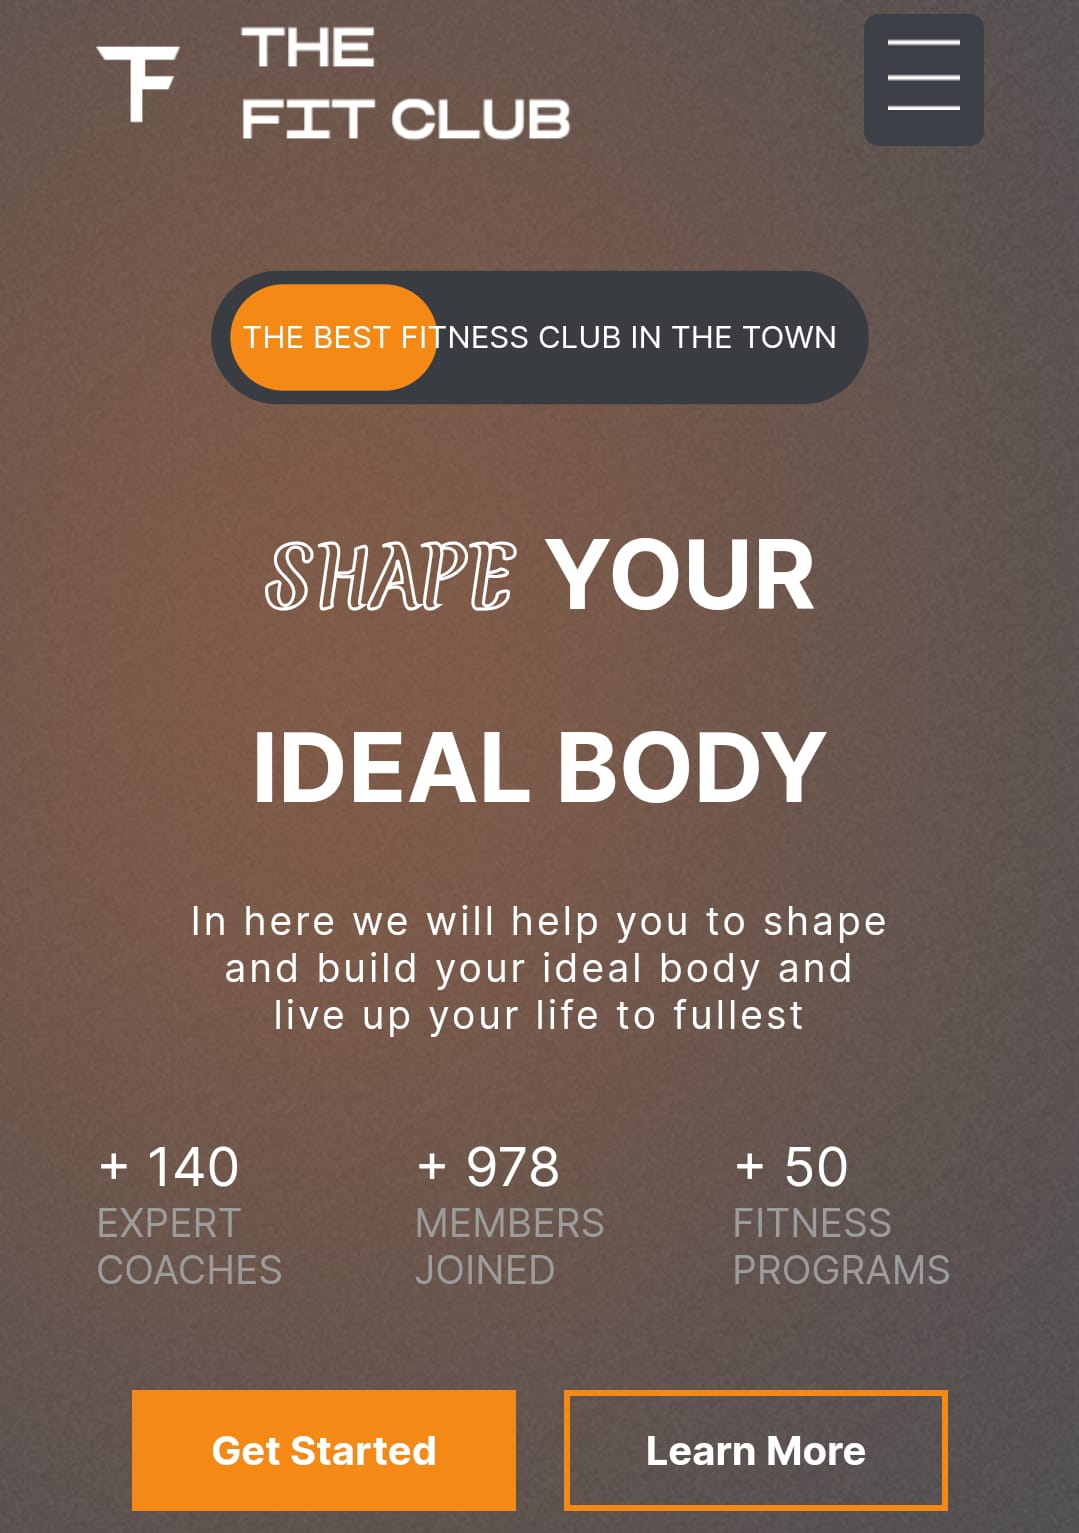 THE
FIT CLUB
THE BEST FITNESS CLUB IN THE TOWN
SHAPE YOUR
IDEAL BODY
In here we will help you to shape
and build your ideal body and
live up your life to fullest
+ 140
EXPERT
COACHES
+ 978
MEMBERS
JOINED
+ 50
FITNESS
PROGRAMS
Get Started
Learn More